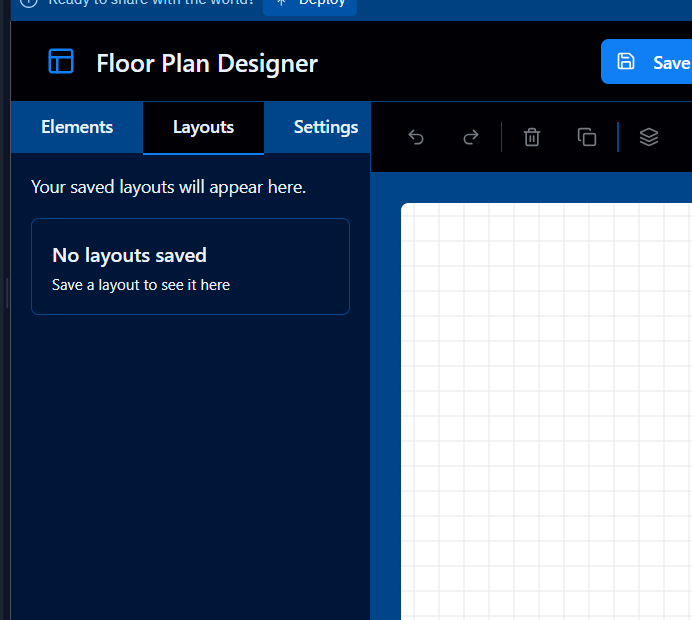 Ready to share with the world? Deploy
Floor Plan Designer
Save
Elements Layouts Settings
Your saved layouts will appear here.
No layouts saved
Save a layout to see it here